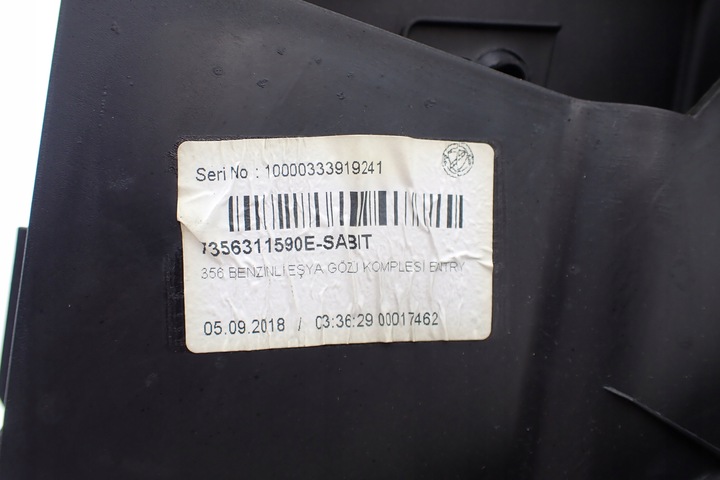 Seri No : 10000333919241
7356311590E-SABIT
356 BENZINLI EŞYA GÖZÜ KOMPLESI ENTRY
05.09.2018 / 03:36:29 00017462